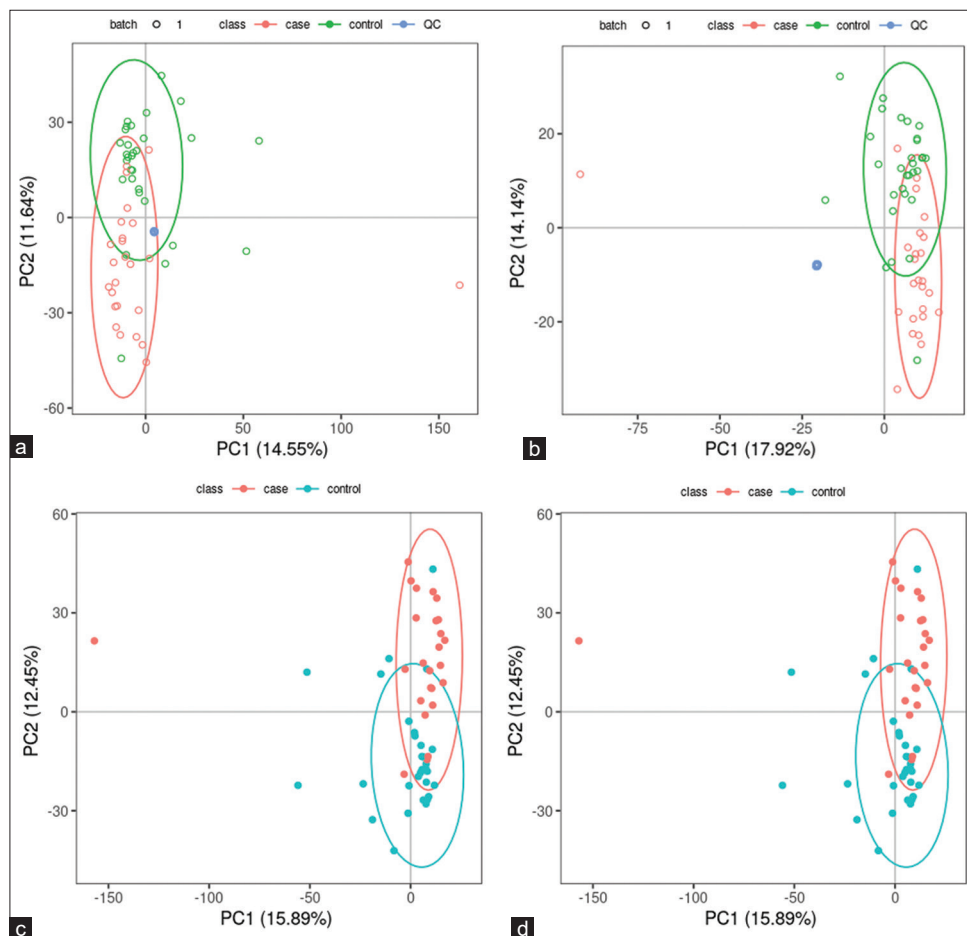 batch 1 class case control QC
30
0
-30
-60
PC2 (11.64%)
0 50 100 150
PC1 (14.55%)
a
batch 1 class case control QC
20
0
-20
PC2 (14.14%)
-75 -50 -25 0
PC1 (17.92%)
b
class case control
60
30
0
-30
PC2 (12.45%)
-150 -100 -50 0
PC1 (15.89%)
c
class case control
60
30
0
-30
PC2 (12.45%)
-150 -100 -50 0
PC1 (15.89%)
d